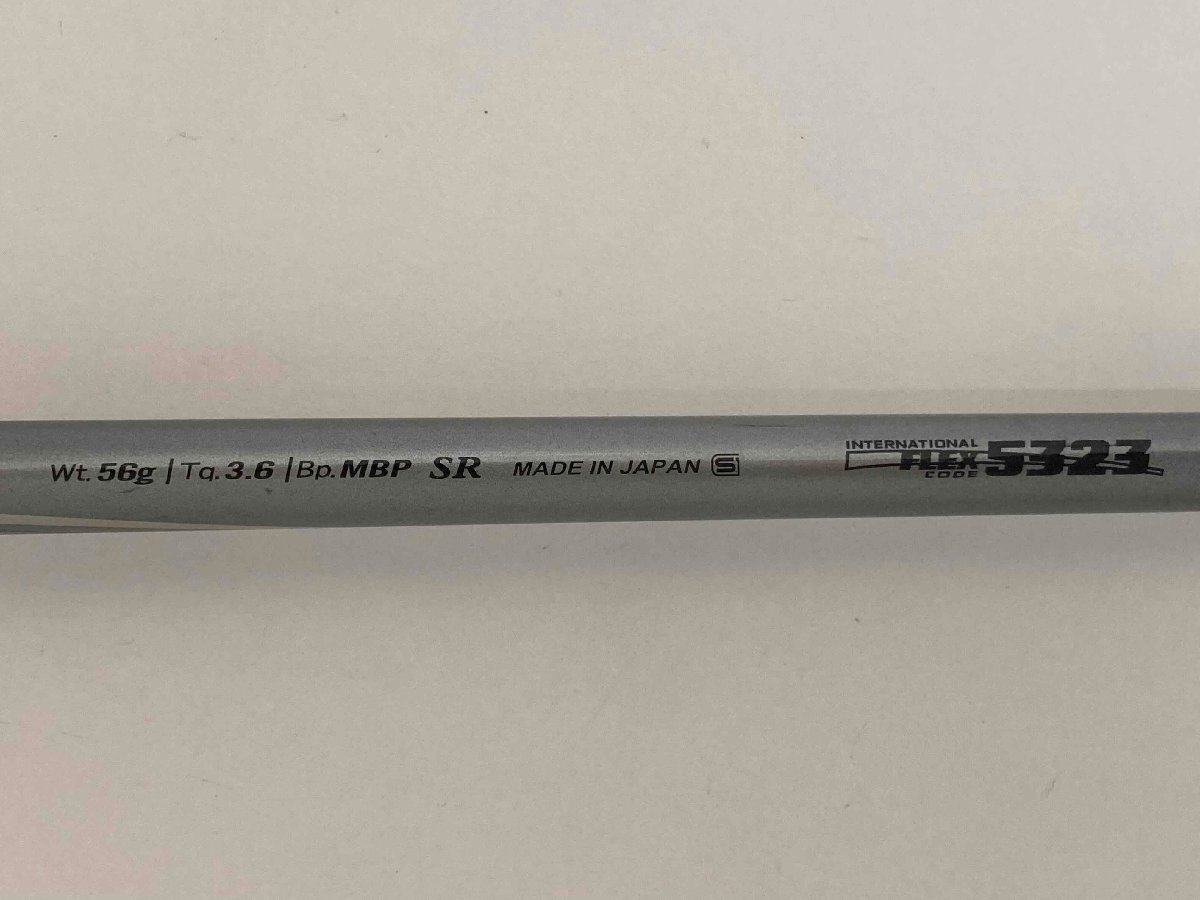 Wt. 56g | Tq. 3.6 | Bp. MBP SR MADE IN JAPAN S
INTERNATIONAL
FLEX 5323
CODE